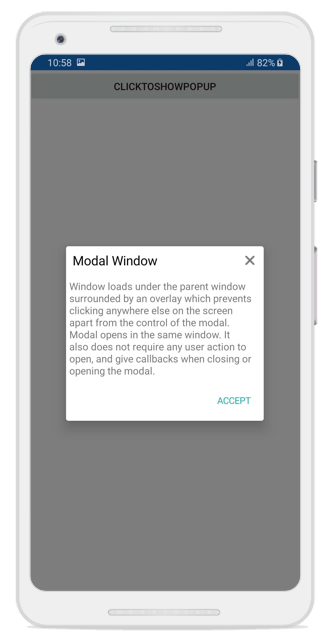 10:58 82%
CLICKTOSHOWPOPUP
Modal Window
Window loads under the parent window
surrounded by an overlay which prevents
clicking anywhere else on the screen
apart from the control of the modal.
Modal opens in the same window. It
also does not require any user action to
open, and give callbacks when closing or
opening the modal.
ACCEPT